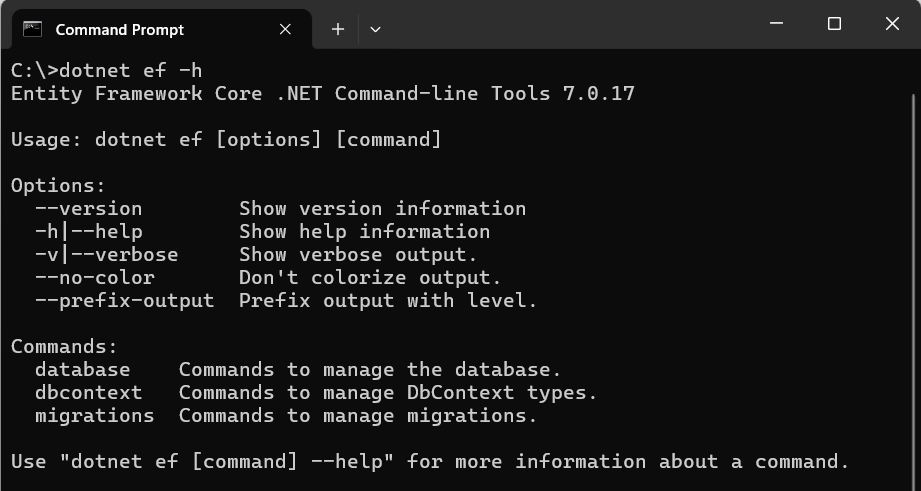 Command Prompt
C:\>dotnet ef -h
Entity Framework Core .NET Command-line Tools 7.0.17
Usage: dotnet ef [options] [command]
Options:
  --version        Show version information
  -h|--help        Show help information
  -v|--verbose     Show verbose output.
  --no-color       Don't colorize output.
  --prefix-output  Prefix output with level.
Commands:
  database    Commands to manage the database.
  dbcontext   Commands to manage DbContext types.
  migrations  Commands to manage migrations.
Use "dotnet ef [command] --help" for more information about a command.